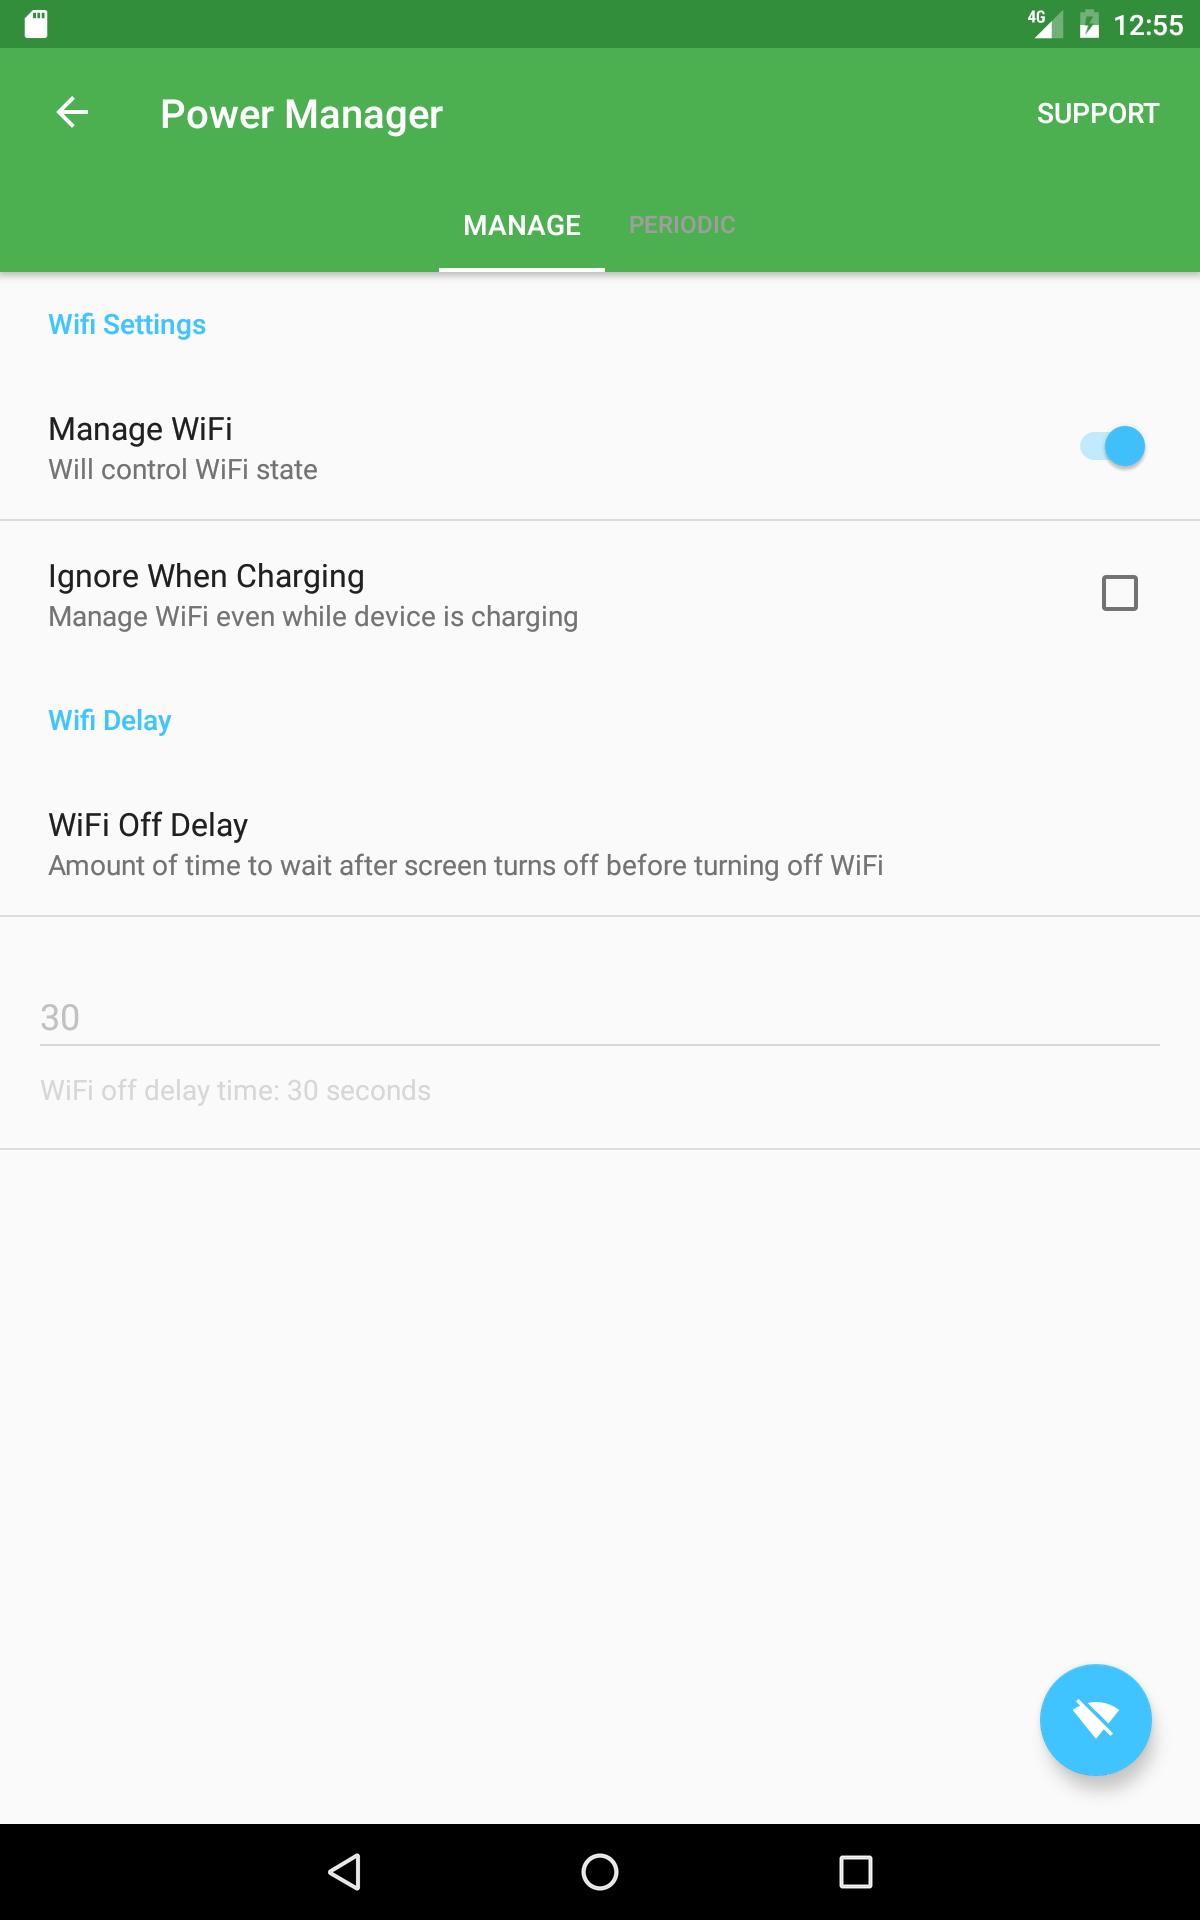 4G 12:55
Power Manager SUPPORT
MANAGE PERIODIC
Wifi Settings
Manage WiFi
Will control WiFi state
Ignore When Charging
Manage WiFi even while device is charging
Wifi Delay
WiFi Off Delay
Amount of time to wait after screen turns off before turning off WiFi
30
WiFi off delay time: 30 seconds